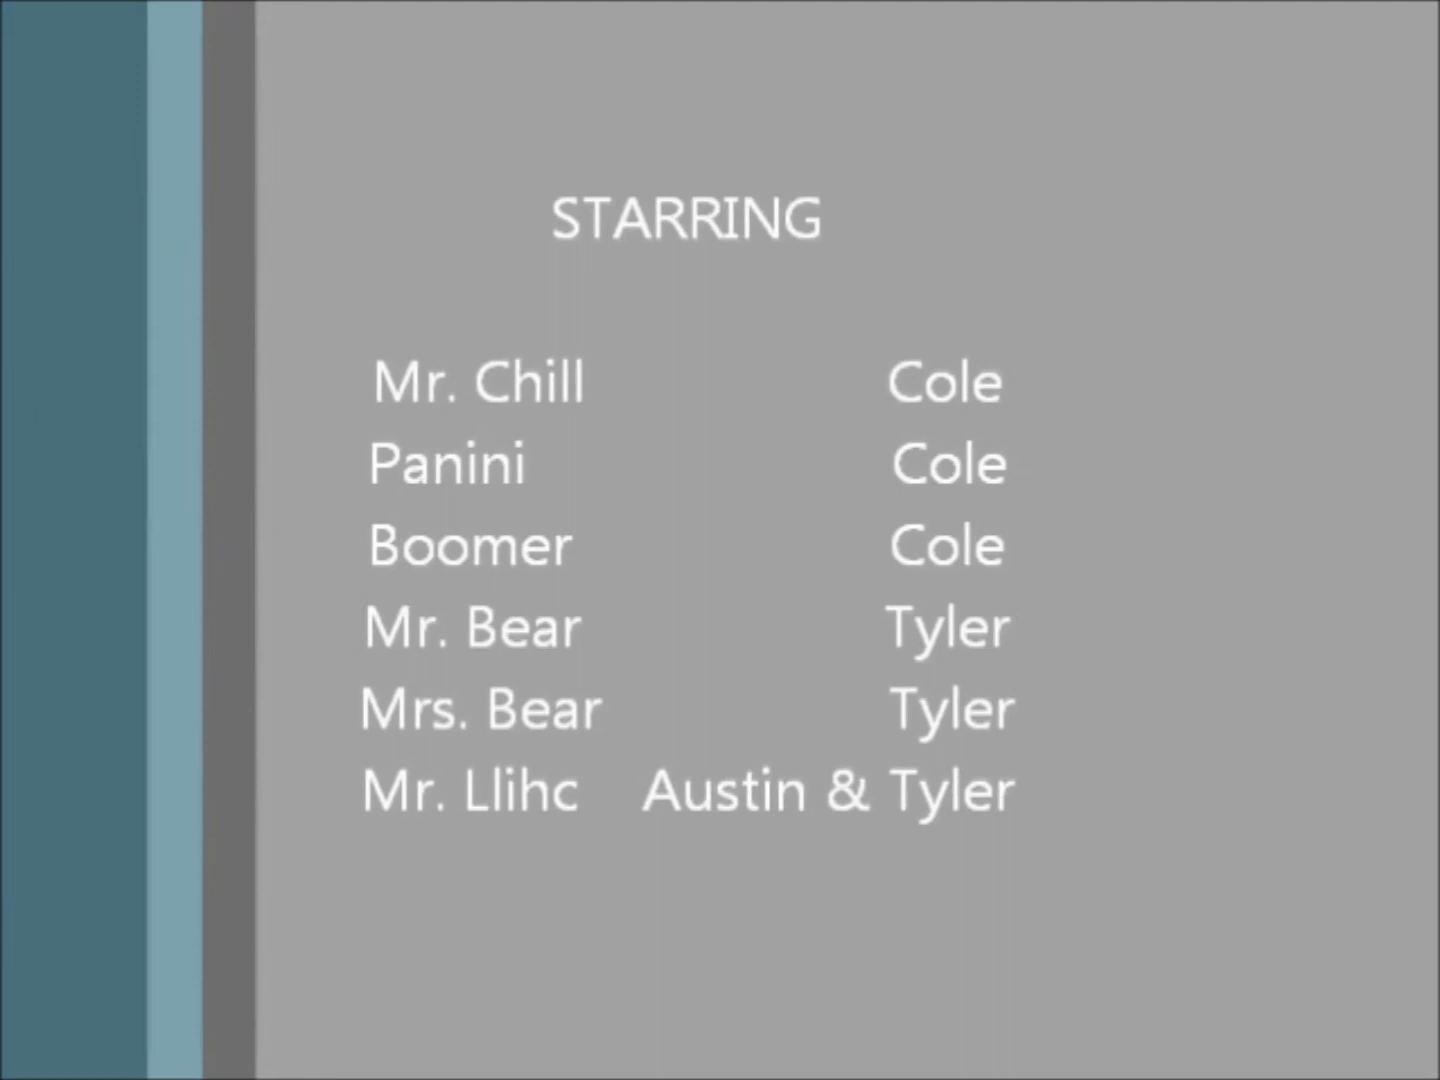 STARRING
Mr. Chill Cole
Panini Cole
Boomer Cole
Mr. Bear Tyler
Mrs. Bear Tyler
Mr. Llihc Austin & Tyler